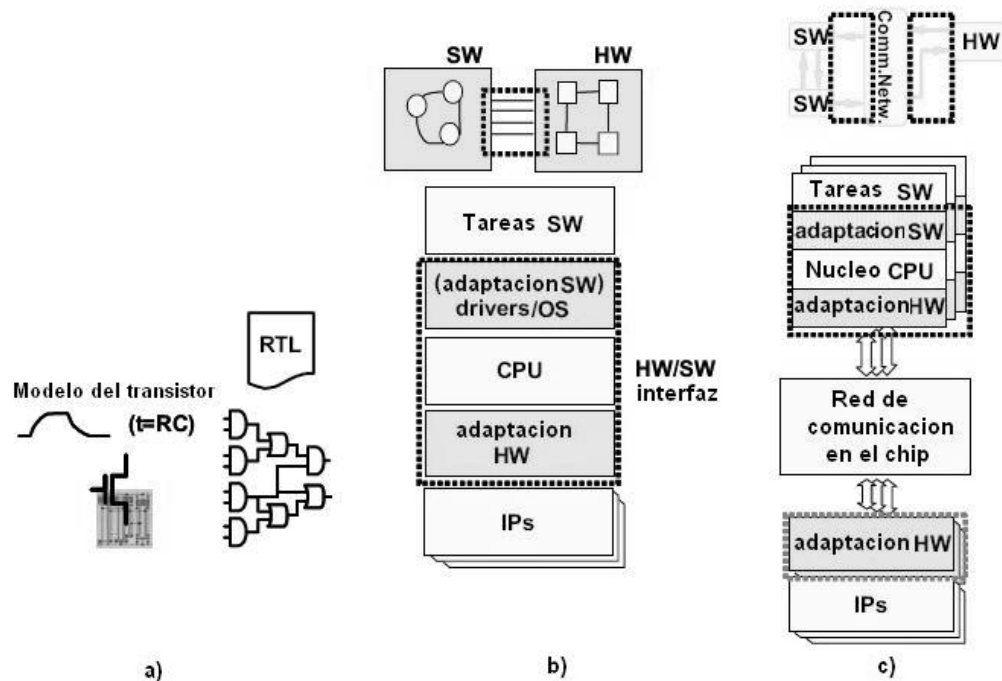 RTL
Modelo del transistor
(t=RC)
a)
SW
HW
Tareas SW
(adaptacion SW)
drivers/OS
CPU
HW/SW
interfaz
adaptacion
HW
IPs
b)
SW
Comm.Netw.
HW
SW
Tareas SW
adaptacion SW
Nucleo CPU
adaptacion HW
Red de
comunicacion
en el chip
adaptacion HW
IPs
c)